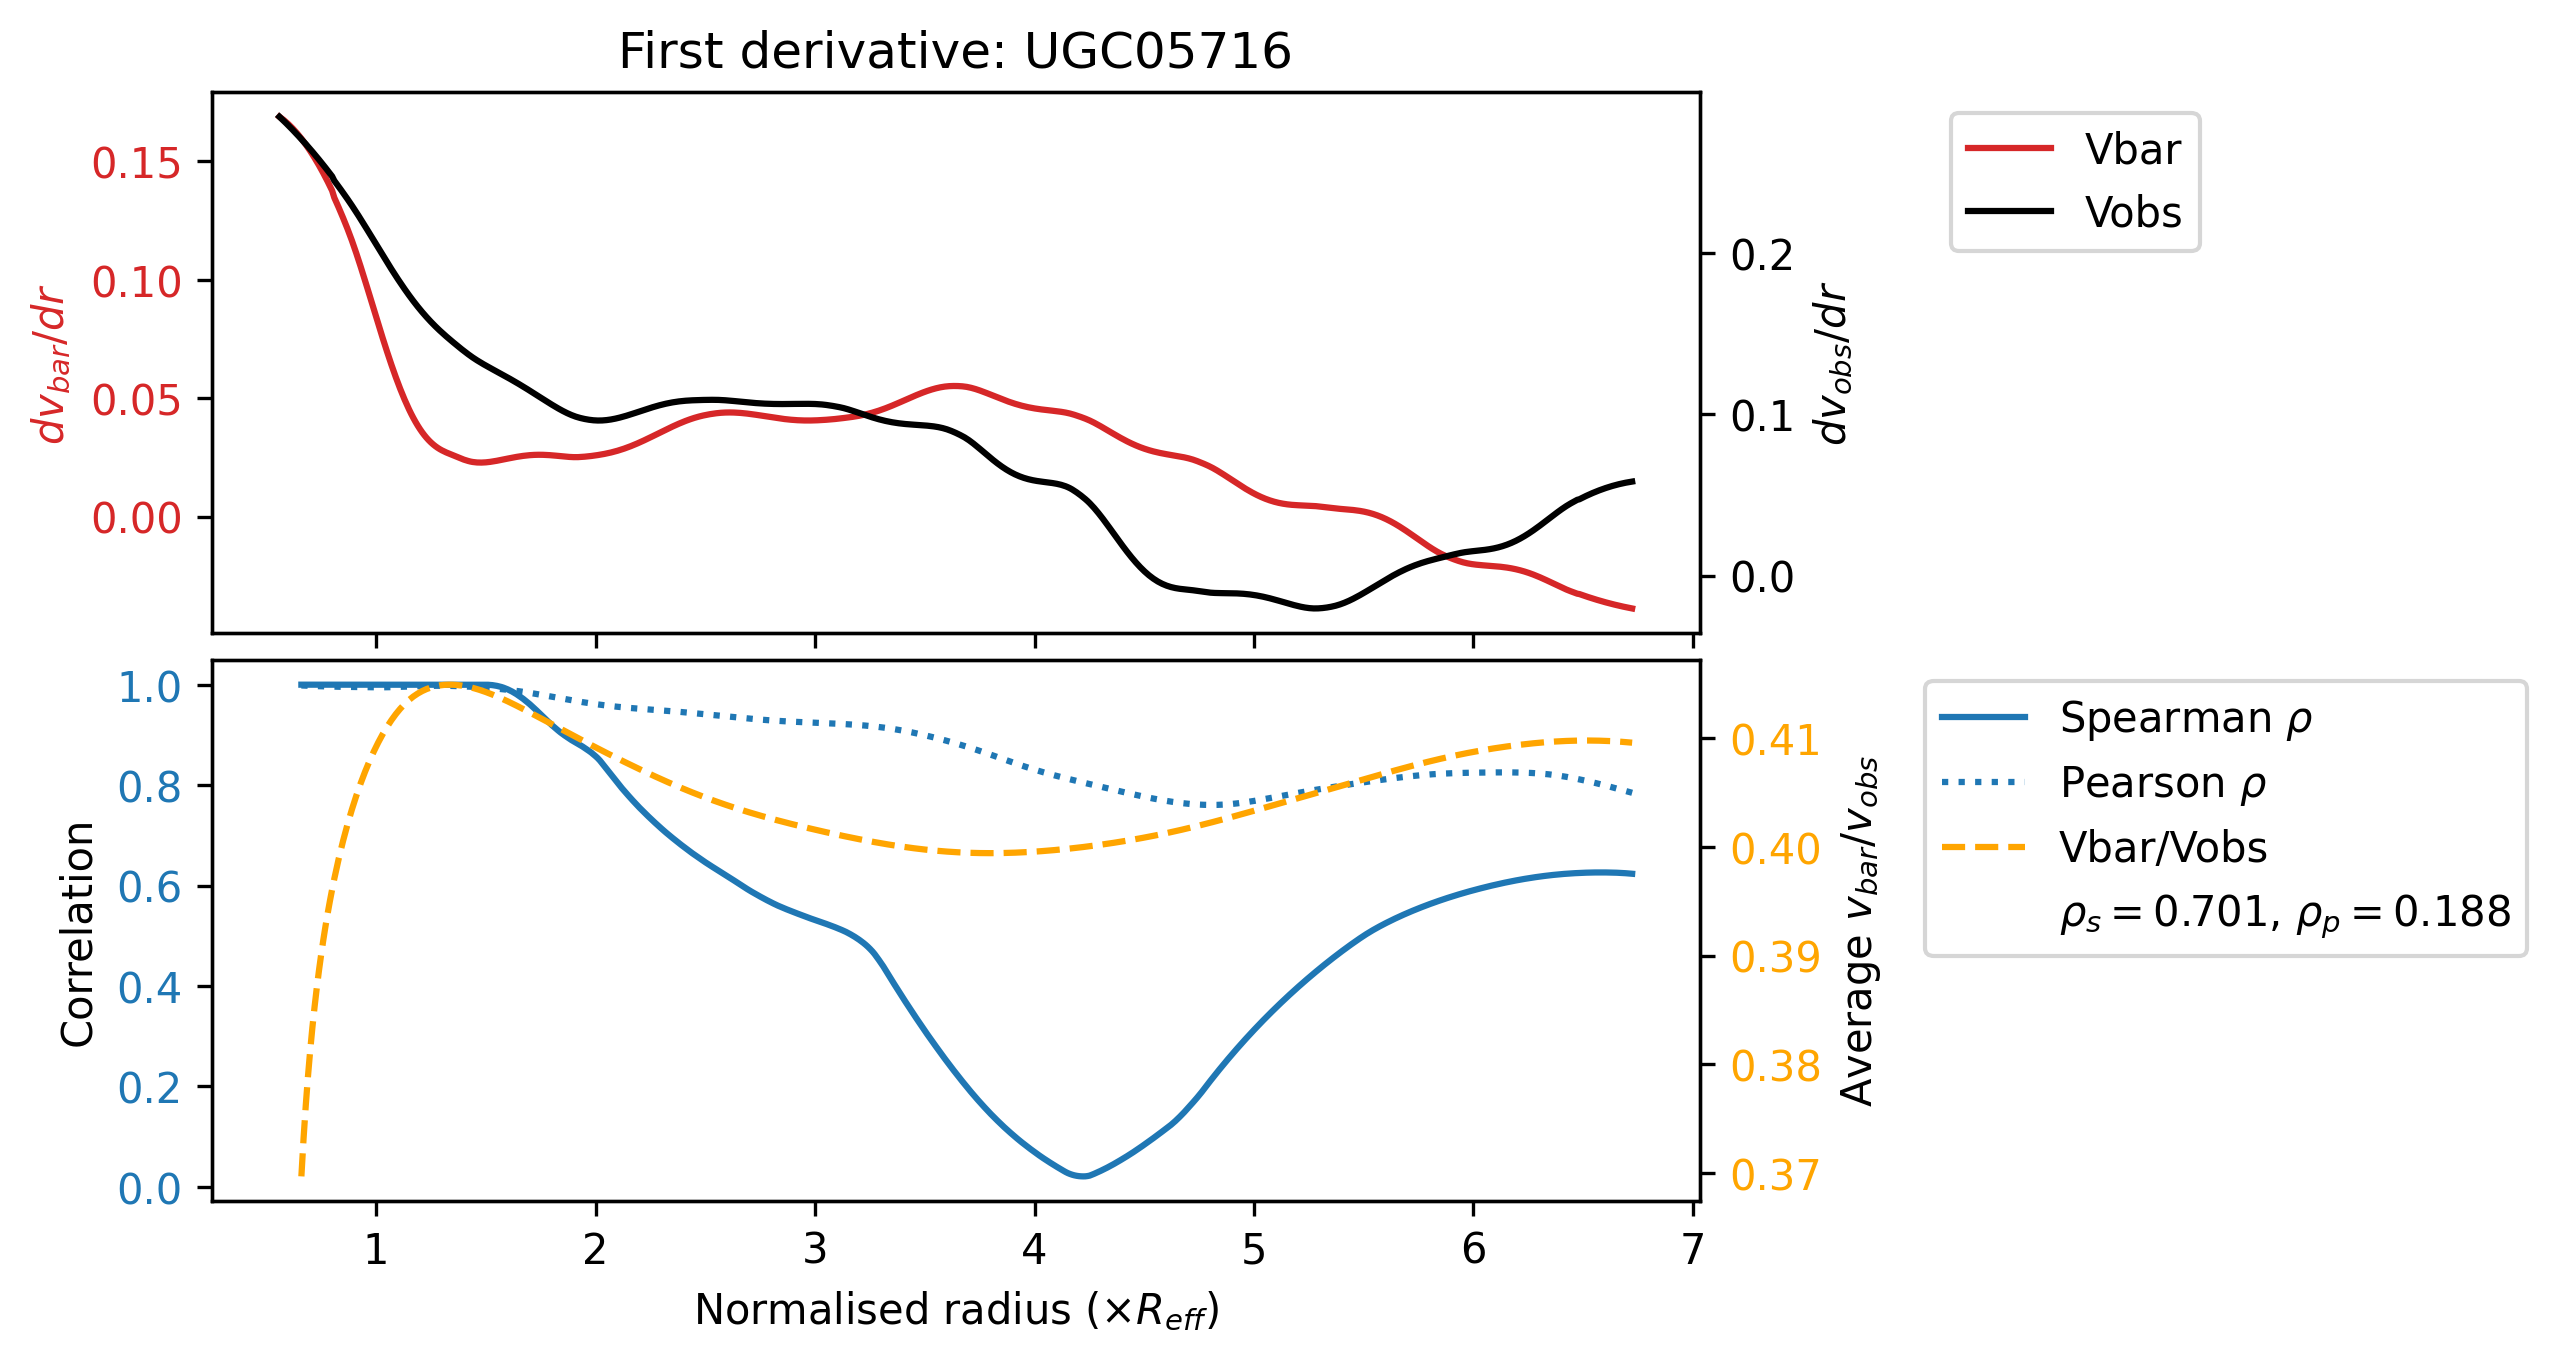 First derivative: UGC05716
dv_bar/dr
0.15
0.10
0.05
0.00
0.2
0.1
0.0
dv_obs/dr
Vbar
Vobs
Correlation
1.0
0.8
0.6
0.4
0.2
0.0
0.41
0.40
0.39
0.38
0.37
Average v_bar/v_obs
Spearman ρ
Pearson ρ
Vbar/Vobs
ρ_s = 0.701, ρ_p = 0.188
1 2 3 4 5 6 7
Normalised radius (×R_eff)